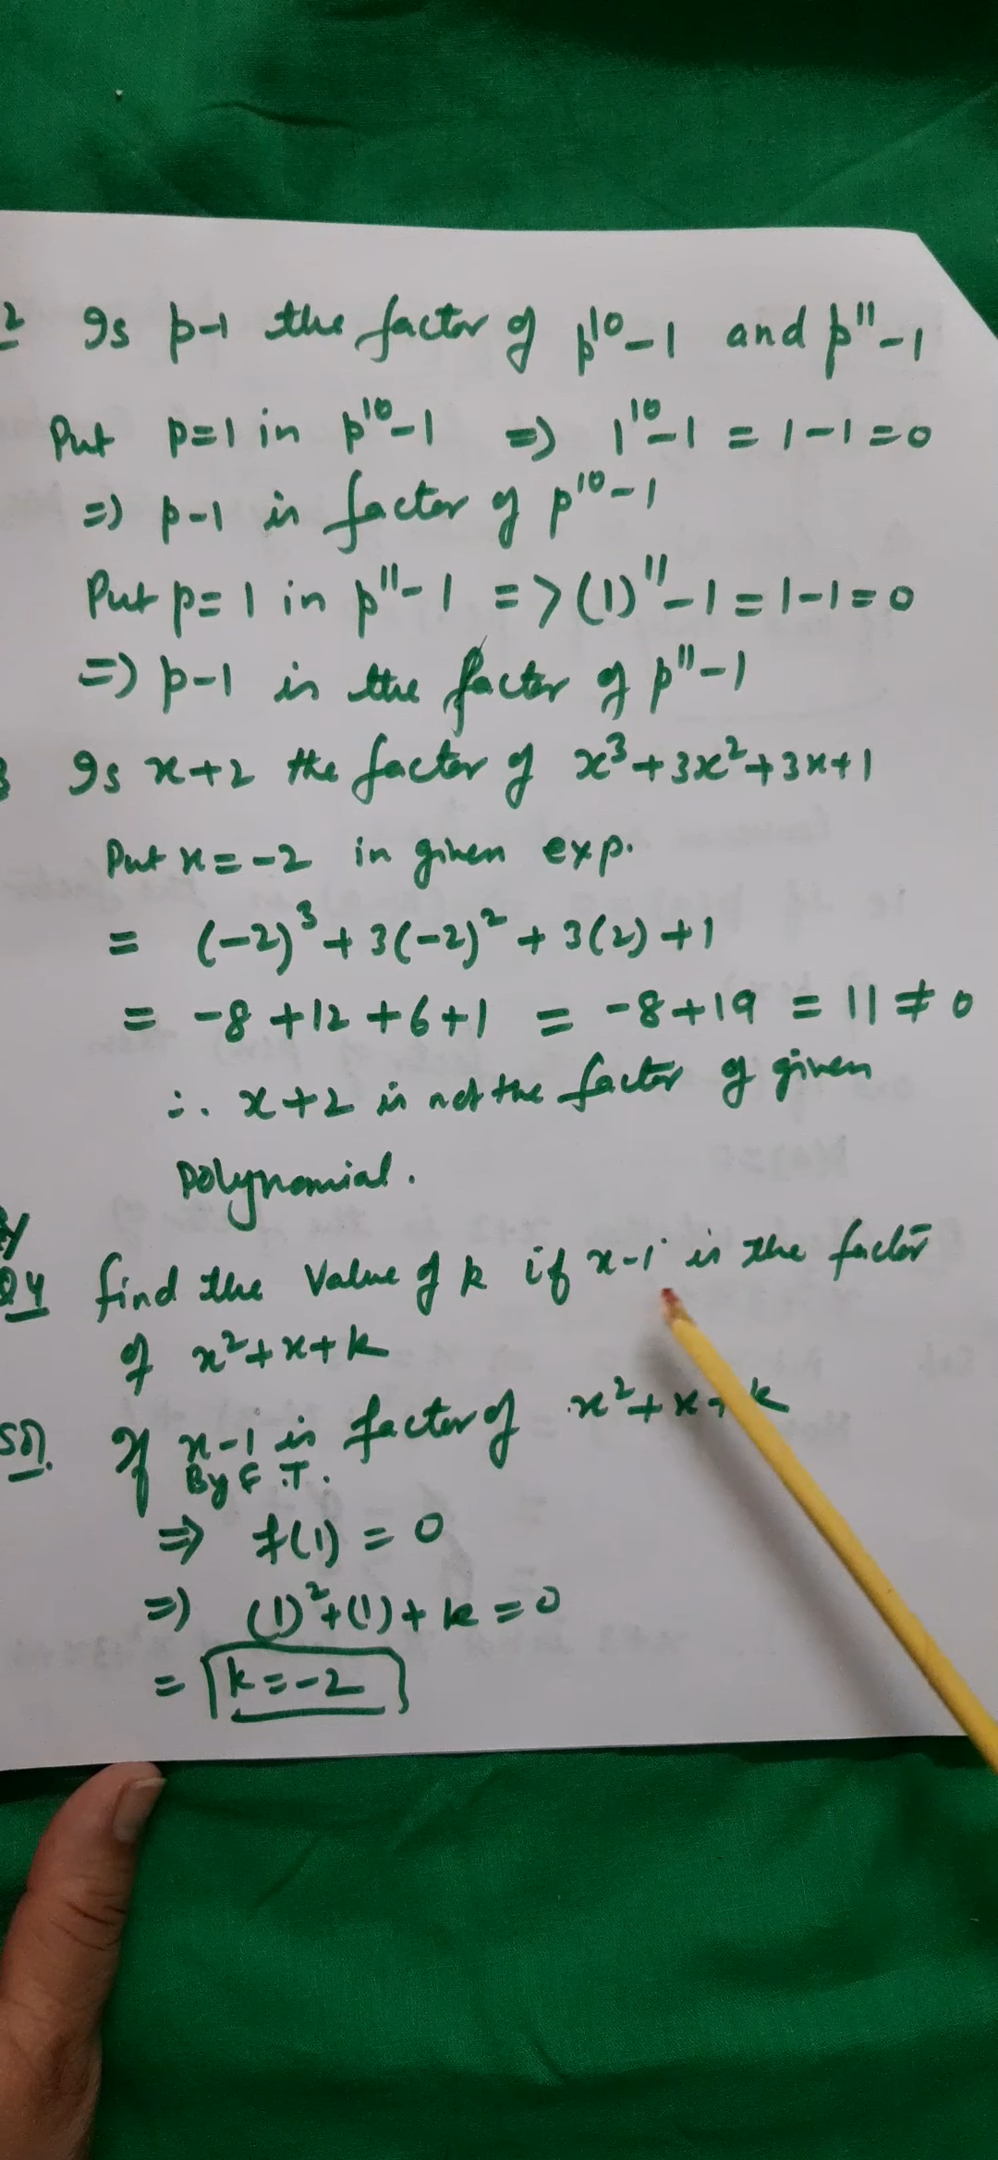 2 Is p-1 the factor of p¹⁰-1 and p¹¹-1
Put p=1 in p¹⁰-1 => 1¹⁰-1 = 1-1=0
=> p-1 is factor of p¹⁰-1
Put p=1 in p¹¹-1 => (1)¹¹-1=1-1=0
=> p-1 is the factor of p¹¹-1
3 Is x+2 the factor of x³+3x²+3x+1
Put x=-2 in given exp.
= (-2)³+3(-2)²+3(2)+1
= -8+12+6+1 = -8+19 = 11≠0
∴ x+2 is not the factor of given
polynomial.
Q4 find the value of k if x-1 is the factor
of x²+x+k
Sol. If x-1 is factor of x²+x+k
By F.T.
⇒ f(1) = 0
=> (1)²+(1)+k=0
= k=-2